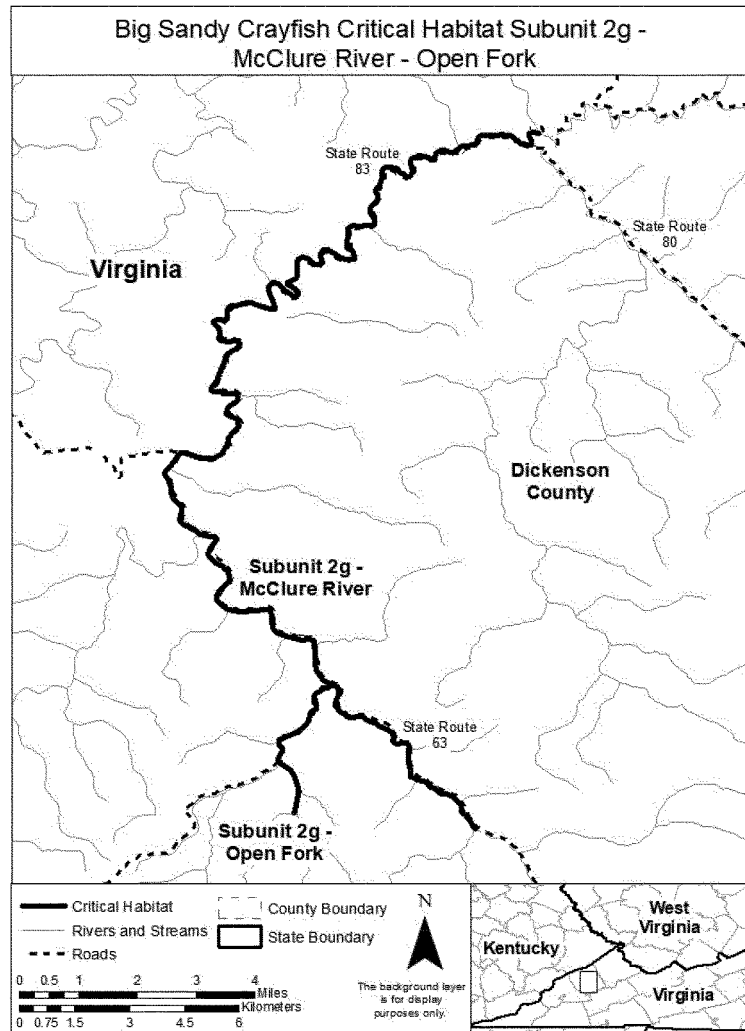 Big Sandy Crayfish Critical Habitat Subunit 2g -
McClure River - Open Fork
State Route
83
State Route
80
Virginia
Dickenson
County
Subunit 2g -
McClure River
State Route
63
Subunit 2g -
Open Fork
Critical Habitat
Rivers and Streams
Roads
County Boundary
State Boundary
N
The background layer
is for display
purposes only.
0 0.5 1 2 3 4
Miles
Kilometers
0 0.75 1.5 3 4.5 6
West
Virginia
Kentucky
Virginia